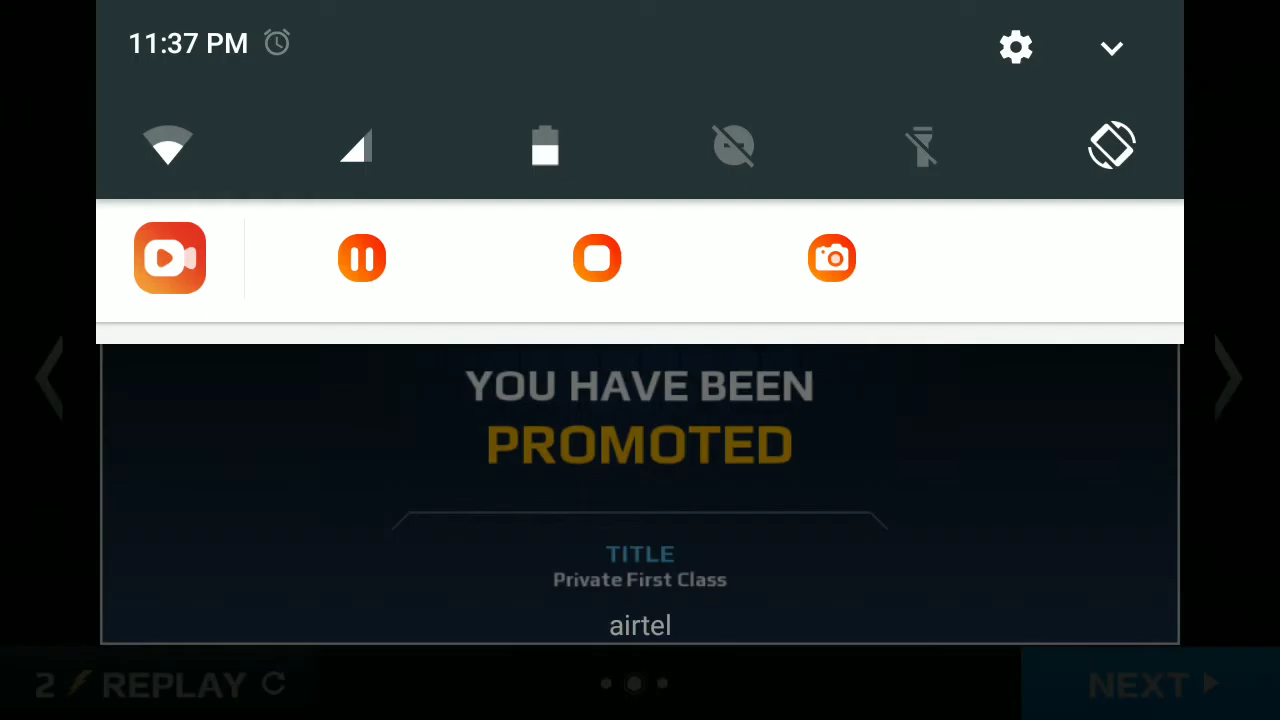 11:37 PM
YOU HAVE BEEN
PROMOTED
TITLE
Private First Class
airtel
2 REPLAY
NEXT